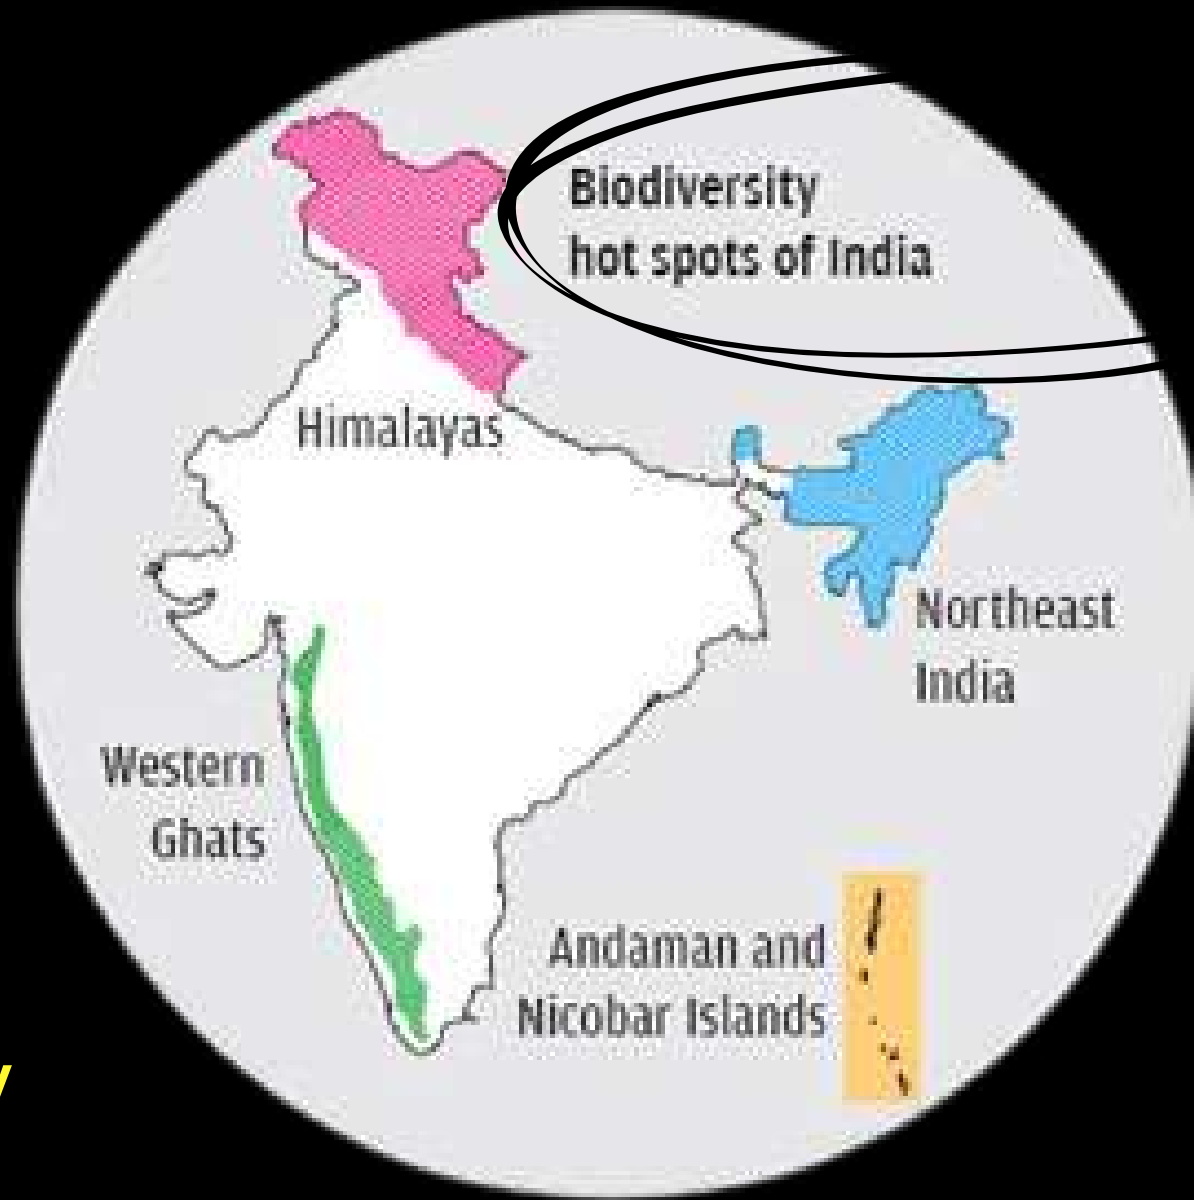 Biodiversity
hot spots of India
Himalayas
Northeast
India
Western
Ghats
Andaman and
Nicobar Islands